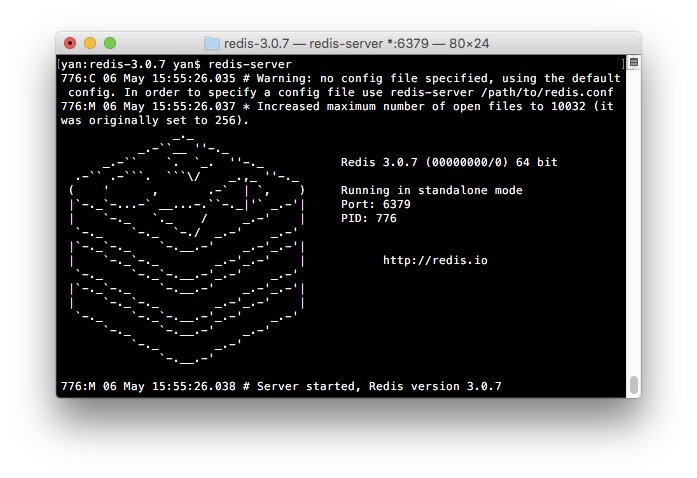 redis-3.0.7 — redis-server *:6379 — 80×24
[yan:redis-3.0.7 yan$ redis-server ]
776:C 06 May 15:55:26.035 # Warning: no config file specified, using the default
config. In order to specify a config file use redis-server /path/to/redis.conf
776:M 06 May 15:55:26.037 * Increased maximum number of open files to 10032 (it
was originally set to 256).
Redis 3.0.7 (00000000/0) 64 bit
Running in standalone mode
Port: 6379
PID: 776
http://redis.io
776:M 06 May 15:55:26.038 # Server started, Redis version 3.0.7